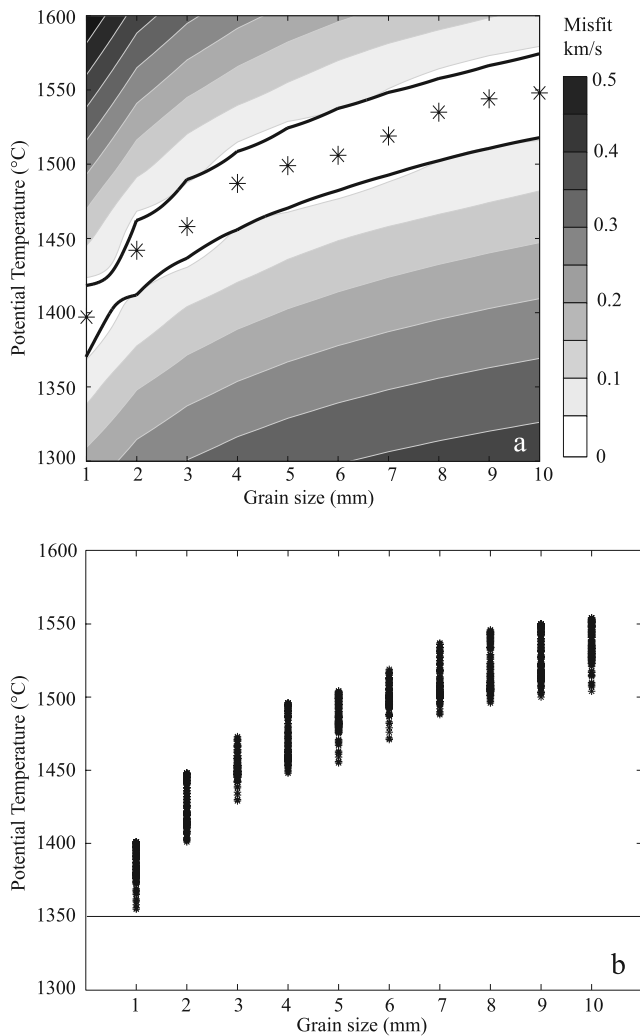 1600
1550
1500
1450
1400
1350
1300
Potential Temperature (°C)
1 2 3 4 5 6 7 8 9 10
Grain size (mm)
a
Misfit
km/s
0.5
0.4
0.3
0.2
0.1
0
1600
1550
1500
1450
1400
1350
1300
Potential Temperature (°C)
1 2 3 4 5 6 7 8 9 10
Grain size (mm)
b